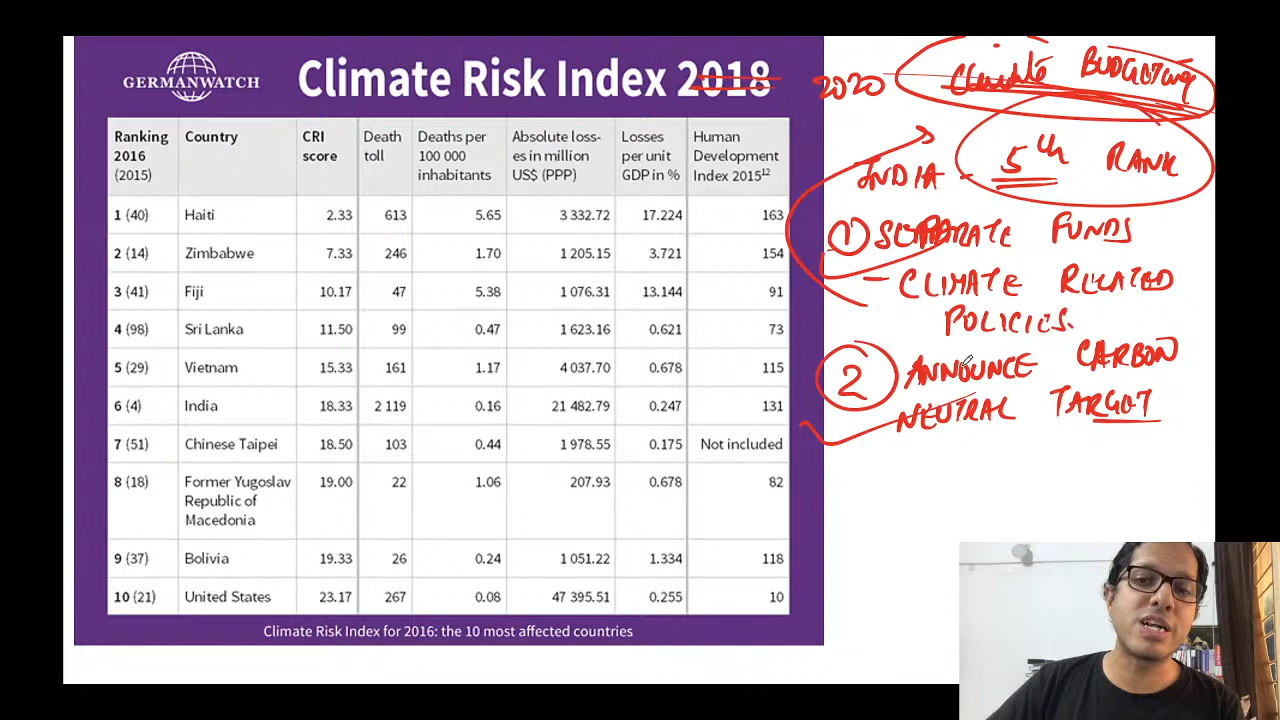 GERMANWATCH
Climate Risk Index 2018
Ranking 2016 (2015) Country CRI score Death toll Deaths per 100 000 inhabitants Absolute loss-es in million US$ (PPP) Losses per unit GDP in % Human Development Index 2015¹²
1 (40) Haiti 2.33 613 5.65 3 332.72 17.224 163
2 (14) Zimbabwe 7.33 246 1.70 1 205.15 3.721 154
3 (41) Fiji 10.17 47 5.38 1 076.31 13.144 91
4 (98) Sri Lanka 11.50 99 0.47 1 623.16 0.621 73
5 (29) Vietnam 15.33 161 1.17 4 037.70 0.678 115
6 (4) India 18.33 2 119 0.16 21 482.79 0.247 131
7 (51) Chinese Taipei 18.50 103 0.44 1 978.55 0.175 Not included
8 (18) Former Yugoslav Republic of Macedonia 19.00 22 1.06 207.93 0.678 82
9 (37) Bolivia 19.33 26 0.24 1 051.22 1.334 118
10 (21) United States 23.17 267 0.08 47 395.51 0.255 10
Climate Risk Index for 2016: the 10 most affected countries
2020 Climate BUDGETing
INDIA - 5th RANK
① SEPARATE FUNDS
- CLIMATE RELATED
POLICIES.
② ANNOUNCE CARBON
NEUTRAL TARGET